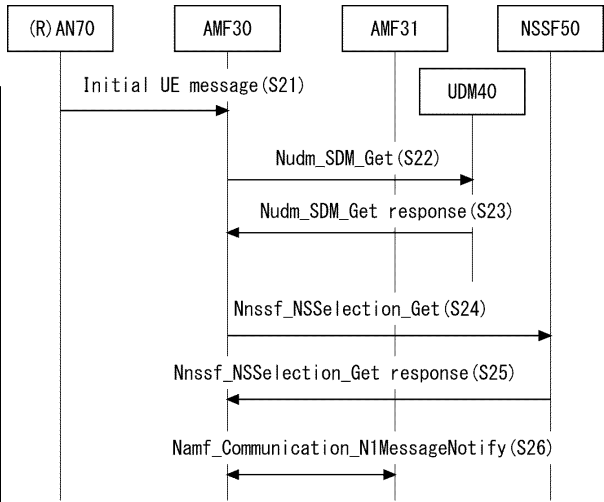 (R)AN70 AMF30 AMF31 NSSF50
Initial UE message(S21)
UDM40
Nudm_SDM_Get(S22)
Nudm_SDM_Get response(S23)
Nnssf_NSSelection_Get(S24)
Nnssf_NSSelection_Get response(S25)
Namf_Communication_N1MessageNotify(S26)